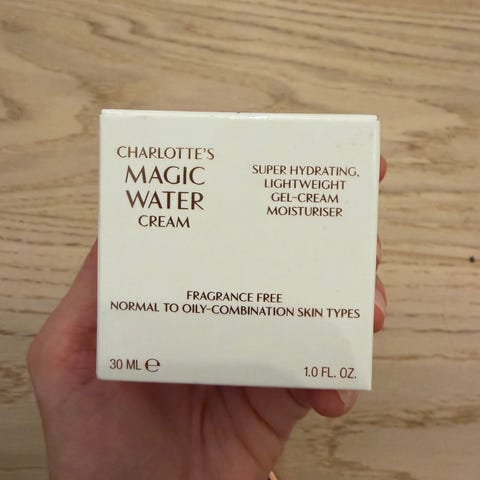 CHARLOTTE'S
MAGIC
WATER
CREAM
SUPER HYDRATING,
LIGHTWEIGHT
GEL-CREAM
MOISTURISER
FRAGRANCE FREE
NORMAL TO OILY-COMBINATION SKIN TYPES
30 ML ℮
1.0 FL. OZ.